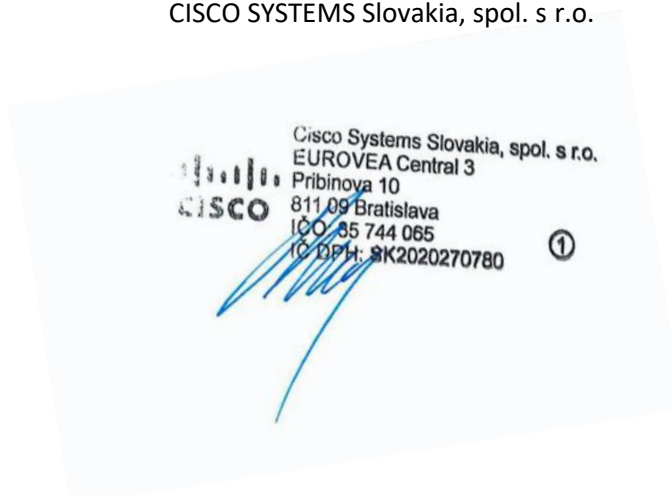 CISCO SYSTEMS Slovakia, spol. s r.o.
Cisco Systems Slovakia, spol. s r.o.
EUROVEA Central 3
CISCO
Pribinova 10
811 09 Bratislava
IČO: 35 744 065
IČ DPH: SK2020270780
1